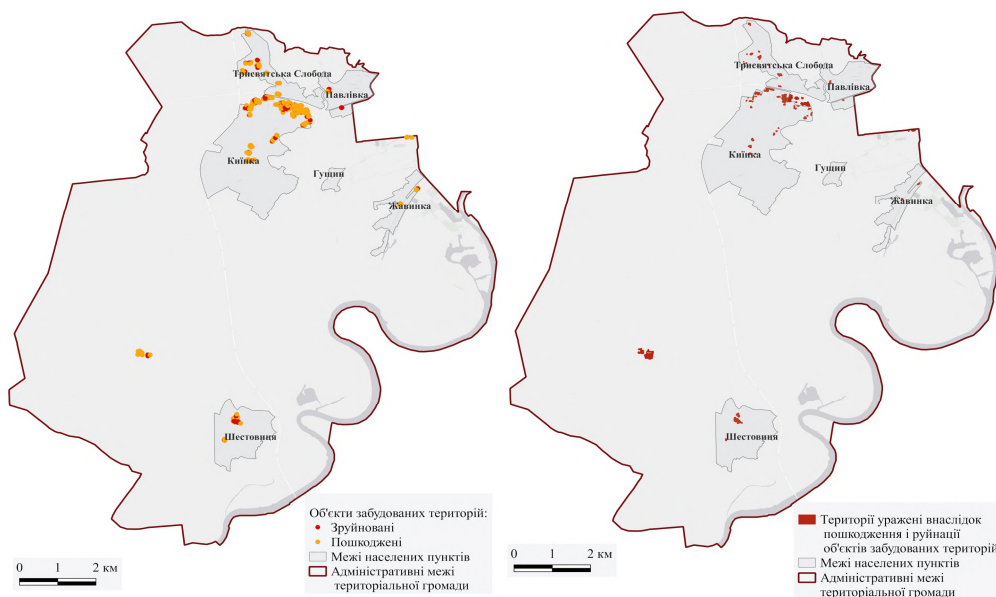 Трисвятська Слобода
Павлівка
Киїнка
Гущин
Жавинка
Шестовиця
Об'єкти забудованих територій:
Зруйновані
Пошкоджені
Межі населених пунктів
Адміністративні межі
територіальної громади
0 1 2 км
Трисвятська Слобода
Павлівка
Киїнка
Гущин
Жавинка
Шестовиця
Території уражені внаслідок
пошкодження і руйнації
об'єктів забудованих територій
Межі населених пунктів
Адміністративні межі
територіальної громади
0 1 2 км